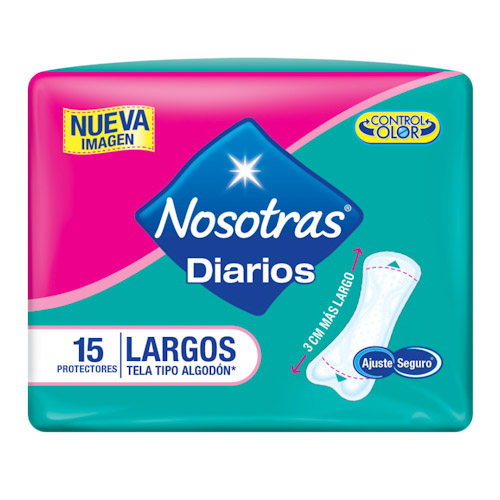 NUEVA
IMAGEN
CONTROL
OLOR
Nosotras®
Diarios
3 CM MÁS LARGO
15
PROTECTORES
LARGOS
TELA TIPO ALGODÓN*
Ajuste Seguro®